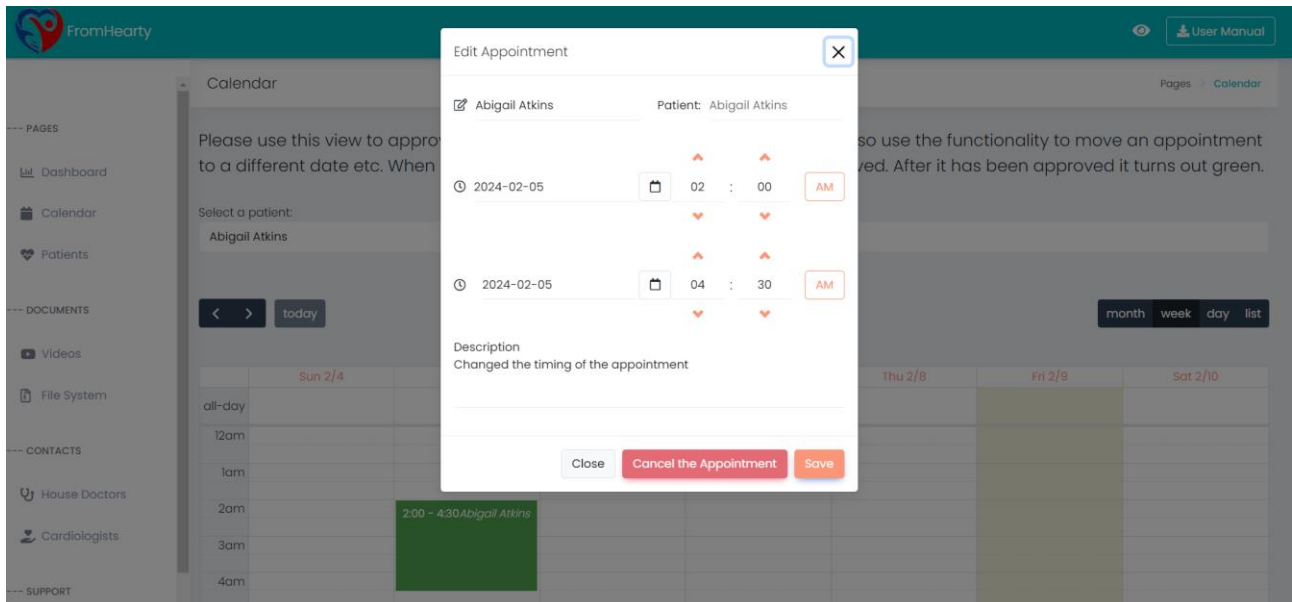 FromHearty
User Manual
Edit Appointment
Calendar
Pages > Calendar
Abigail Atkins
Patient: Abigail Atkins
--- PAGES
Please use this view to appro
so use the functionality to move an appointment
to a different date etc. When
ved. After it has been approved it turns out green.
Dashboard
2024-02-05
02 : 00 AM
Calendar
Select a patient:
Abigail Atkins
Patients
2024-02-05
04 : 30 AM
--- DOCUMENTS
today
month week day list
Videos
Description
Changed the timing of the appointment
Sun 2/4
Thu 2/8
Fri 2/9
Sat 2/10
File System
all-day
12am
--- CONTACTS
Close
Cancel the Appointment
Save
1am
House Doctors
2am
2:00 - 4:30 Abigail Atkins
Cardiologists
3am
4am
--- SUPPORT